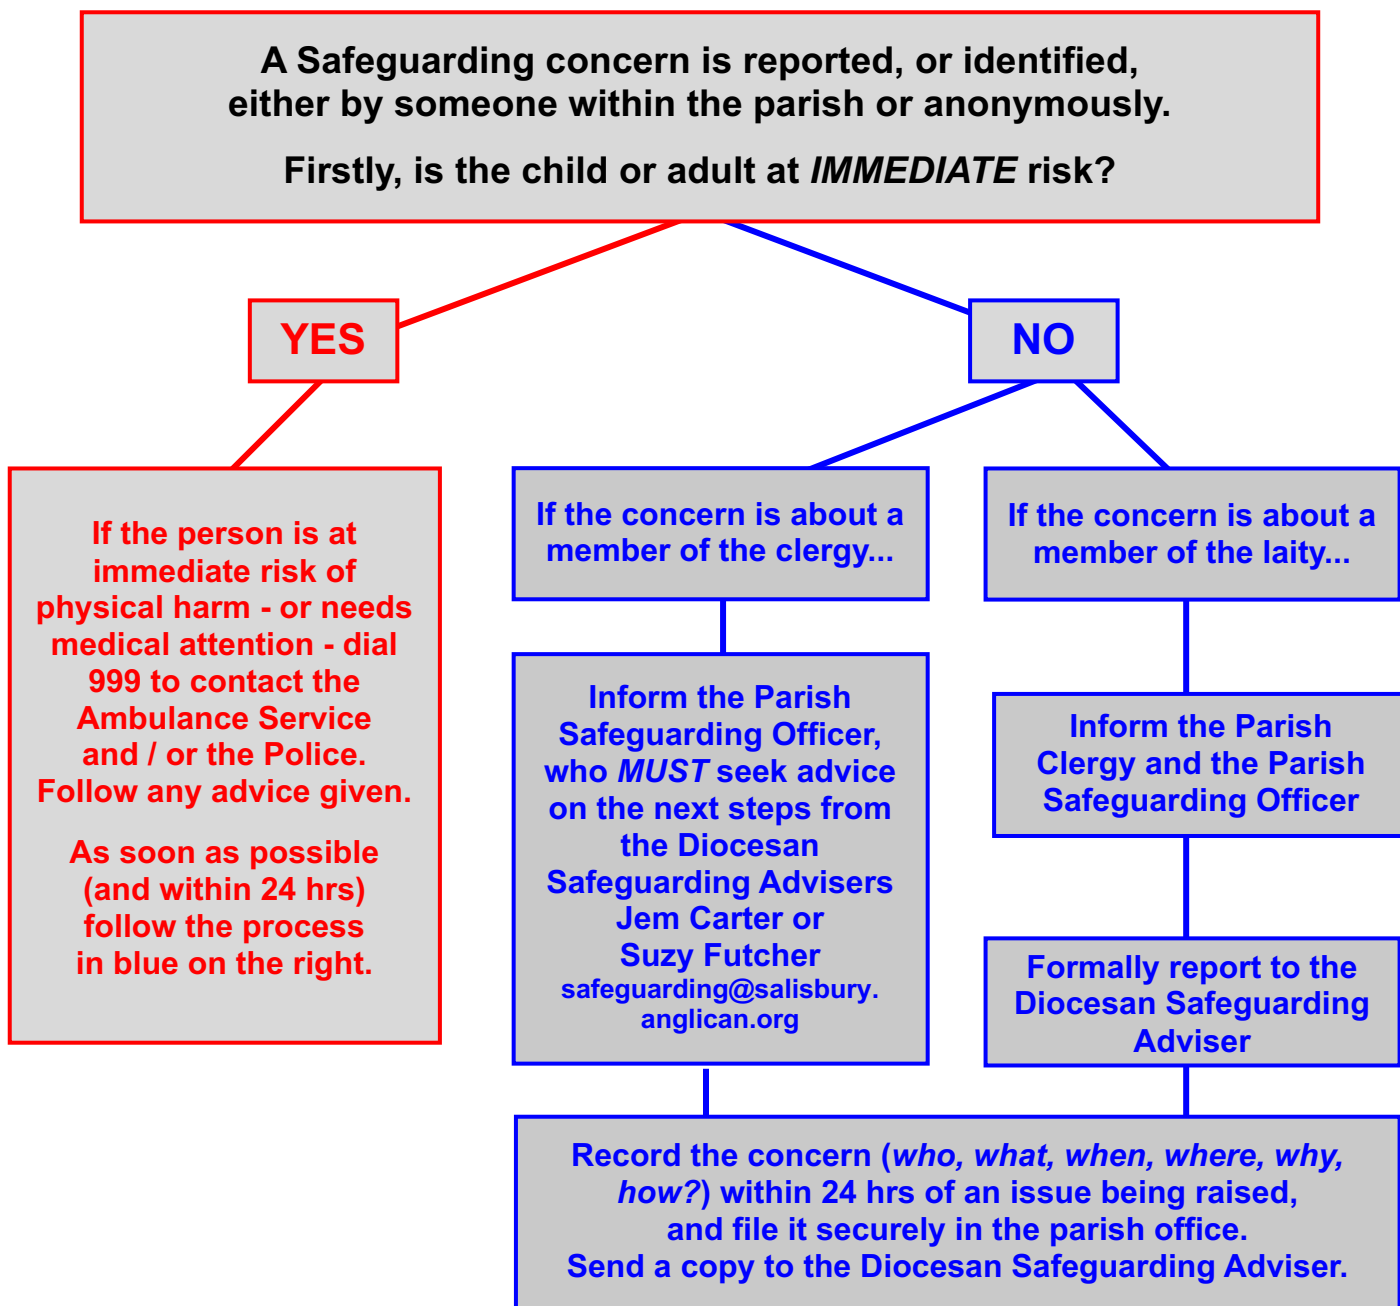 A Safeguarding concern is reported, or identified,
either by someone within the parish or anonymously.
Firstly, is the child or adult at IMMEDIATE risk?
YES
NO
If the person is at
immediate risk of
physical harm - or needs
medical attention - dial
999 to contact the
Ambulance Service
and / or the Police.
Follow any advice given.
As soon as possible
(and within 24 hrs)
follow the process
in blue on the right.
If the concern is about a
member of the clergy...
Inform the Parish
Safeguarding Officer,
who MUST seek advice
on the next steps from
the Diocesan
Safeguarding Advisers
Jem Carter or
Suzy Futcher
safeguarding@salisbury.
anglican.org
If the concern is about a
member of the laity...
Inform the Parish
Clergy and the Parish
Safeguarding Officer
Formally report to the
Diocesan Safeguarding
Adviser
Record the concern (who, what, when, where, why,
how?) within 24 hrs of an issue being raised,
and file it securely in the parish office.
Send a copy to the Diocesan Safeguarding Adviser.